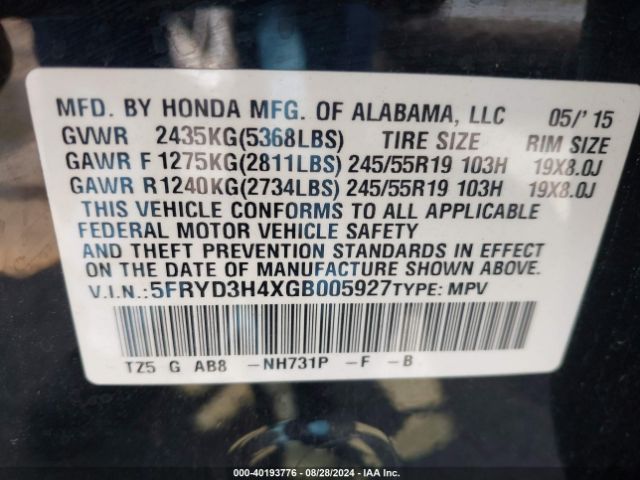 MFD. BY HONDA MFG. OF ALABAMA, LLC 05/'15
GVWR 2435KG(5368LBS) TIRE SIZE RIM SIZE
GAWR F 1275KG(2811LBS) 245/55R19 103H 19X8.0J
GAWR R1240KG(2734LBS) 245/55R19 103H 19X8.0J
THIS VEHICLE CONFORMS TO ALL APPLICABLE
FEDERAL MOTOR VEHICLE SAFETY
AND THEFT PREVENTION STANDARDS IN EFFECT
ON THE DATE OF MANUFACTURE SHOWN ABOVE.
V.I.N.:5FRYD3H4XGB005927TYPE: MPV
TZ5 G AB8 -NH731P -F -B
000-40193776 - 08/28/2024 - IAA Inc.